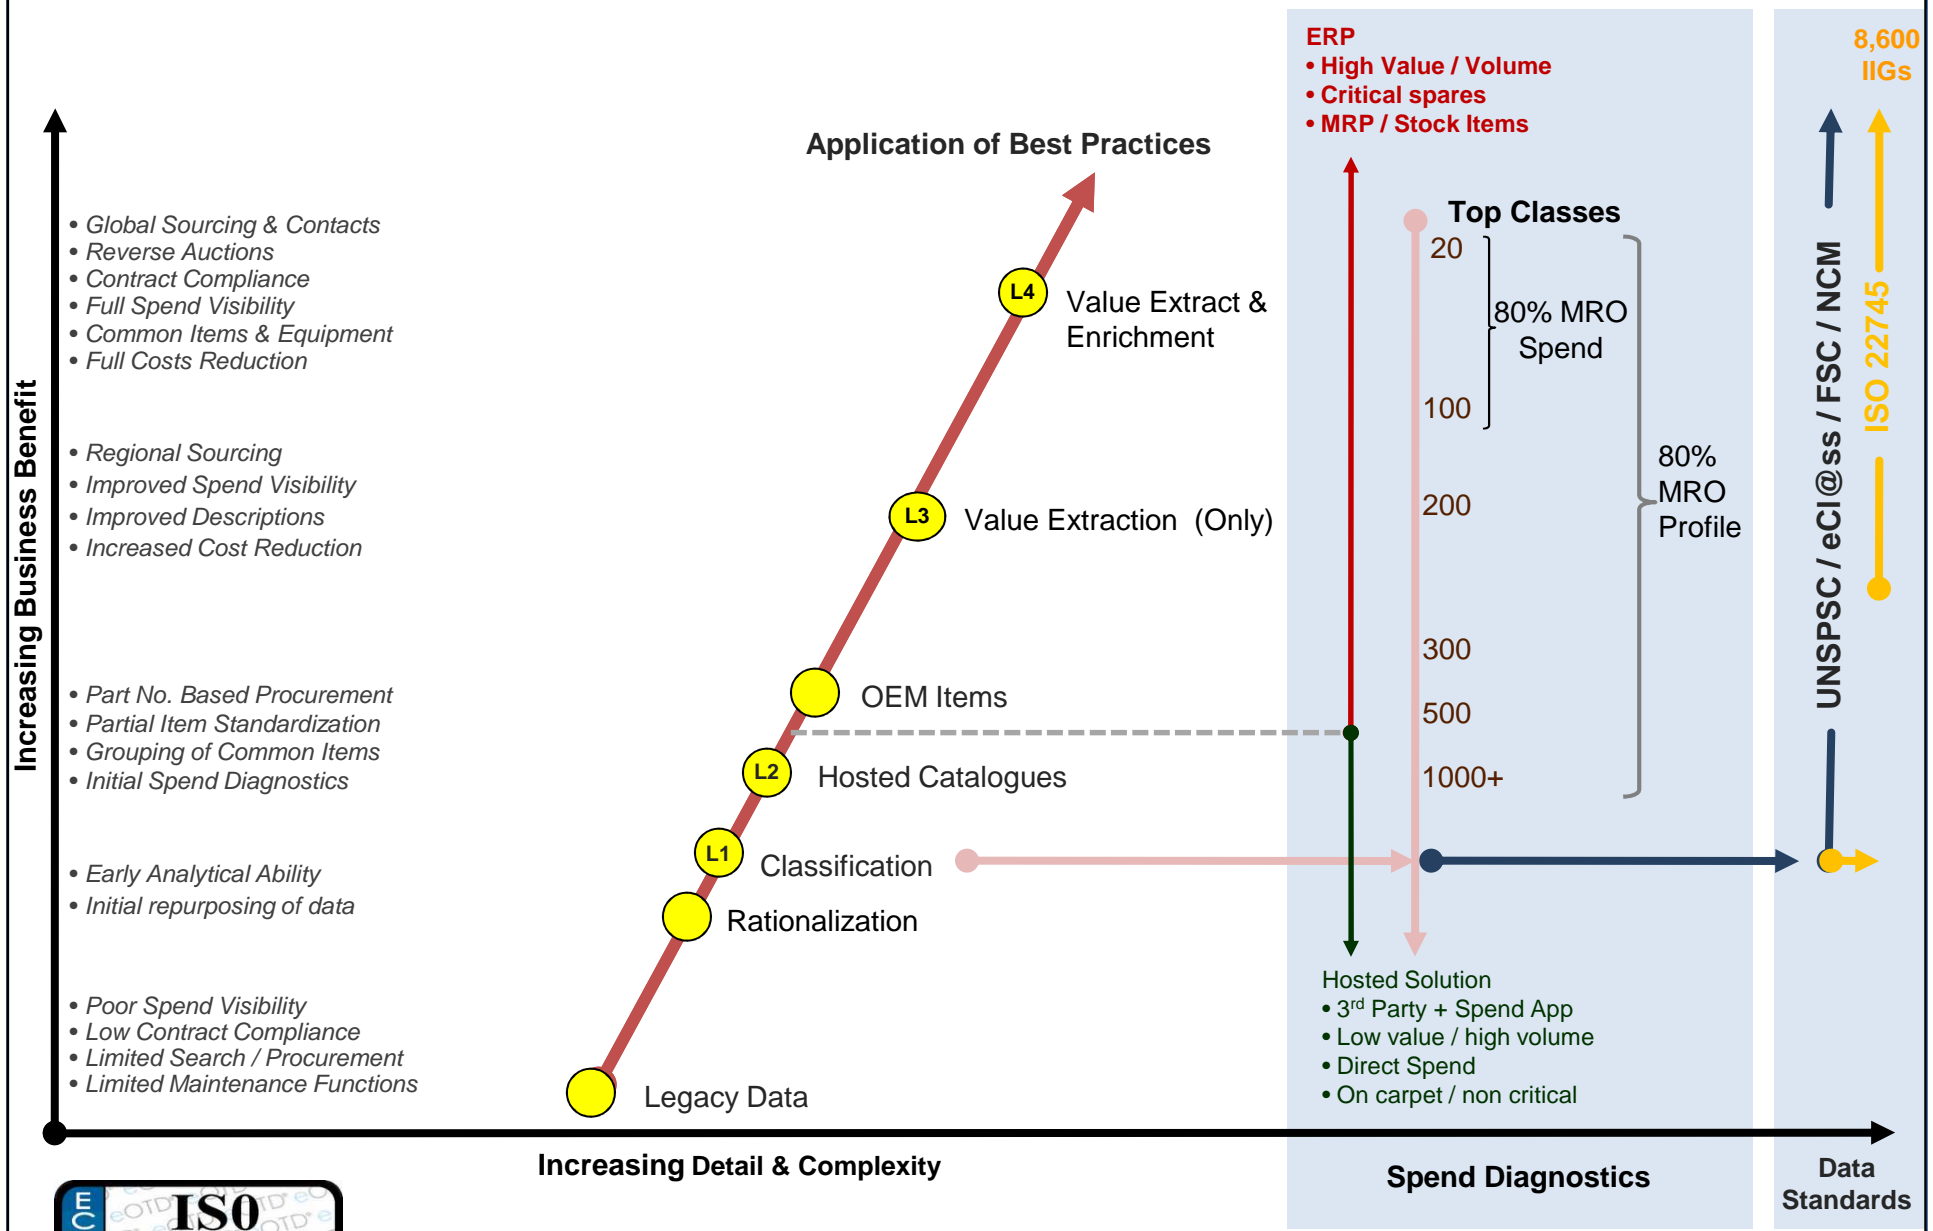 8,600
IIGs
ERP
• High Value / Volume
• Critical spares
• MRP / Stock Items
Application of Best Practices
Increasing Business Benefit
• Global Sourcing & Contacts
• Reverse Auctions
• Contract Compliance
• Full Spend Visibility
• Common Items & Equipment
• Full Costs Reduction
• Regional Sourcing
• Improved Spend Visibility
• Improved Descriptions
• Increased Cost Reduction
• Part No. Based Procurement
• Partial Item Standardization
• Grouping of Common Items
• Initial Spend Diagnostics
• Early Analytical Ability
• Initial repurposing of data
• Poor Spend Visibility
• Low Contract Compliance
• Limited Search / Procurement
• Limited Maintenance Functions
L4
Value Extract &
Enrichment
L3
Value Extraction (Only)
OEM Items
L2
Hosted Catalogues
L1
Classification
Rationalization
Legacy Data
Top Classes
20
80% MRO
Spend
100
200
80%
MRO
Profile
300
500
1000+
UNSPSC / eCl@ss / FSC / NCM
ISO 22745
Hosted Solution
• 3rd Party + Spend App
• Low value / high volume
• Direct Spend
• On carpet / non critical
Increasing Detail & Complexity
Spend Diagnostics
Data
Standards
EC
ISO
eOTD